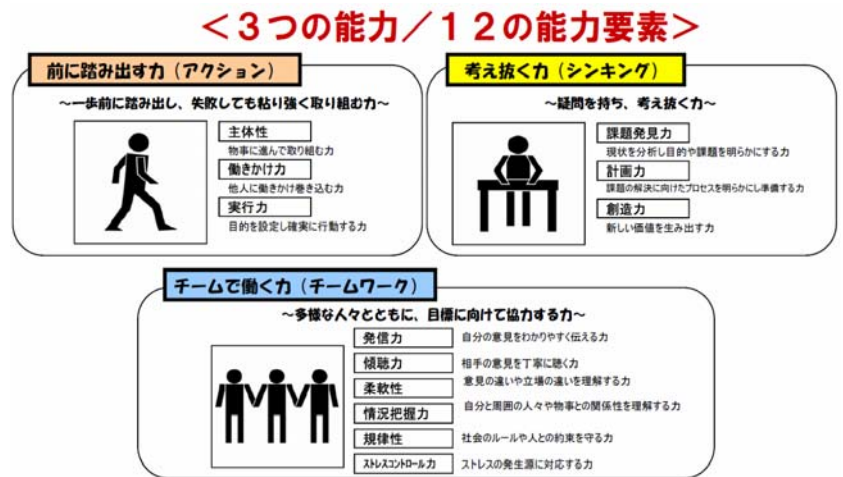 ＜３つの能力／１２の能力要素＞
前に踏み出す力（アクション）
～一歩前に踏み出し、失敗しても粘り強く取り組む力～
主体性
物事に進んで取り組む力
働きかけ力
他人に働きかけ巻き込む力
実行力
目的を設定し確実に行動する力
考え抜く力（シンキング）
～疑問を持ち、考え抜く力～
課題発見力
現状を分析し目的や課題を明らかにする力
計画力
課題の解決に向けたプロセスを明らかにし準備する力
創造力
新しい価値を生み出す力
チームで働く力（チームワーク）
～多様な人々とともに、目標に向けて協力する力～
発信力 自分の意見をわかりやすく伝える力
傾聴力 相手の意見を丁寧に聴く力
柔軟性 意見の違いや立場の違いを理解する力
情況把握力 自分と周囲の人々や物事との関係性を理解する力
規律性 社会のルールや人との約束を守る力
ストレスコントロール力 ストレスの発生源に対応する力